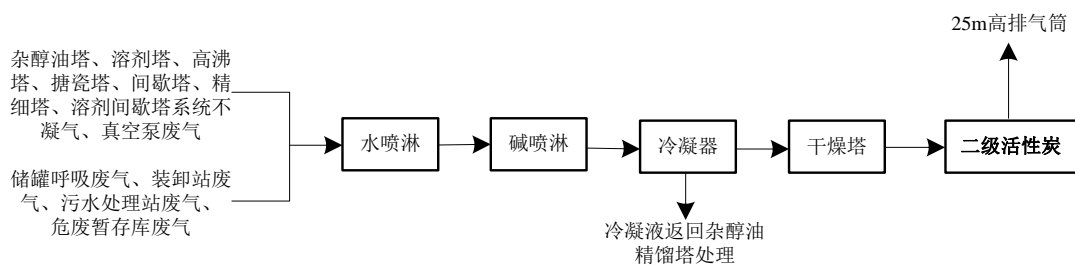 25m高排气筒
杂醇油塔、溶剂塔、高沸
塔、搪瓷塔、间歇塔、精
细塔、溶剂间歇塔系统不
凝气、真空泵废气
水喷淋
碱喷淋
冷凝器
干燥塔
二级活性炭
储罐呼吸废气、装卸站废
气、污水处理站废气、
危废暂存库废气
冷凝液返回杂醇油
精馏塔处理